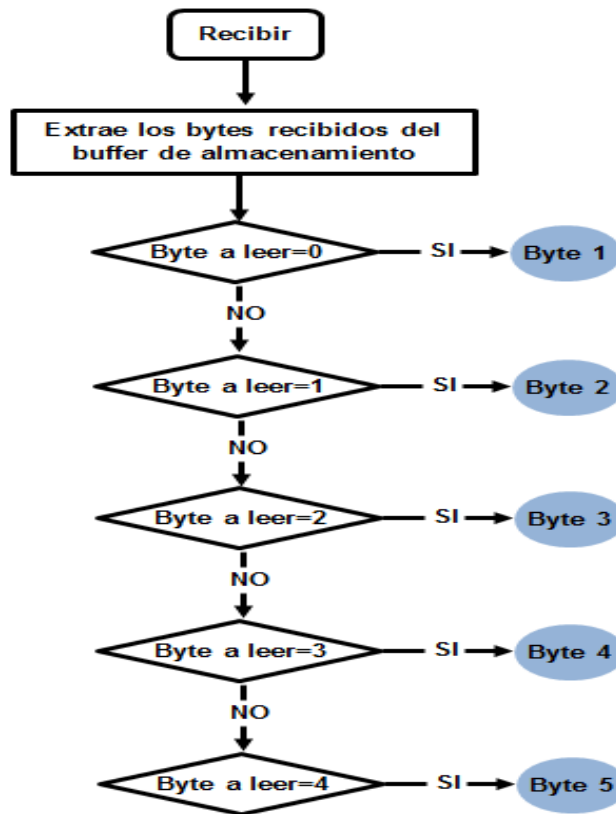 Recibir
Extrae los bytes recibidos del
buffer de almacenamiento
Byte a leer=0
SI
Byte 1
NO
Byte a leer=1
SI
Byte 2
NO
Byte a leer=2
SI
Byte 3
NO
Byte a leer=3
SI
Byte 4
NO
Byte a leer=4
SI
Byte 5